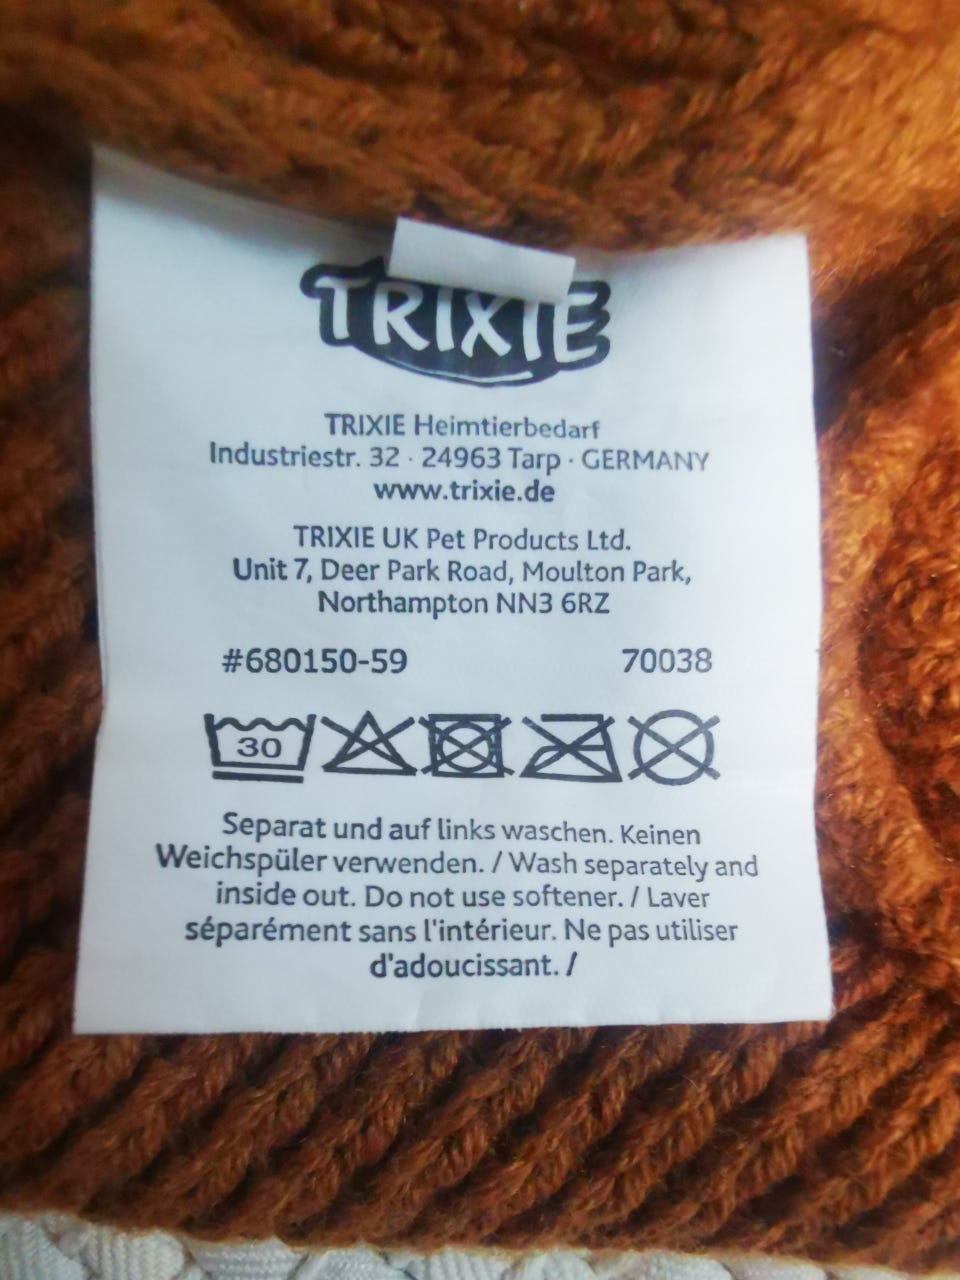 TRIXIE
TRIXIE Heimtierbedarf
Industriestr. 32 · 24963 Tarp · GERMANY
www.trixie.de
TRIXIE UK Pet Products Ltd.
Unit 7, Deer Park Road, Moulton Park,
Northampton NN3 6RZ
#680150-59 70038
30
Separat und auf links waschen. Keinen
Weichspüler verwenden. / Wash separately and
inside out. Do not use softener. / Laver
séparément sans l'intérieur. Ne pas utiliser
d'adoucissant. /